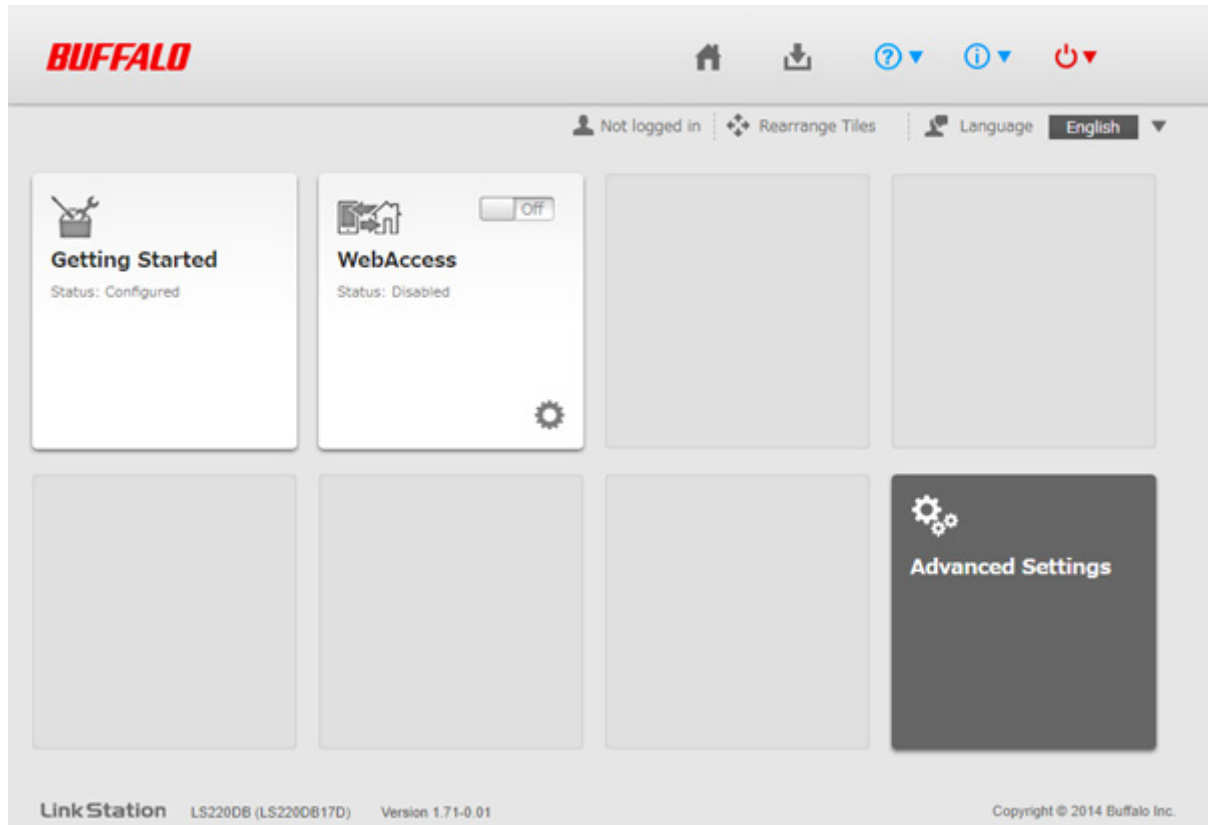 BUFFALO
Not logged in Rearrange Tiles Language English
Getting Started
Status: Configured
Off
WebAccess
Status: Disabled
Advanced Settings
LinkStation LS220DB (LS220DB17D) Version 1.71-0.01
Copyright © 2014 Buffalo Inc.